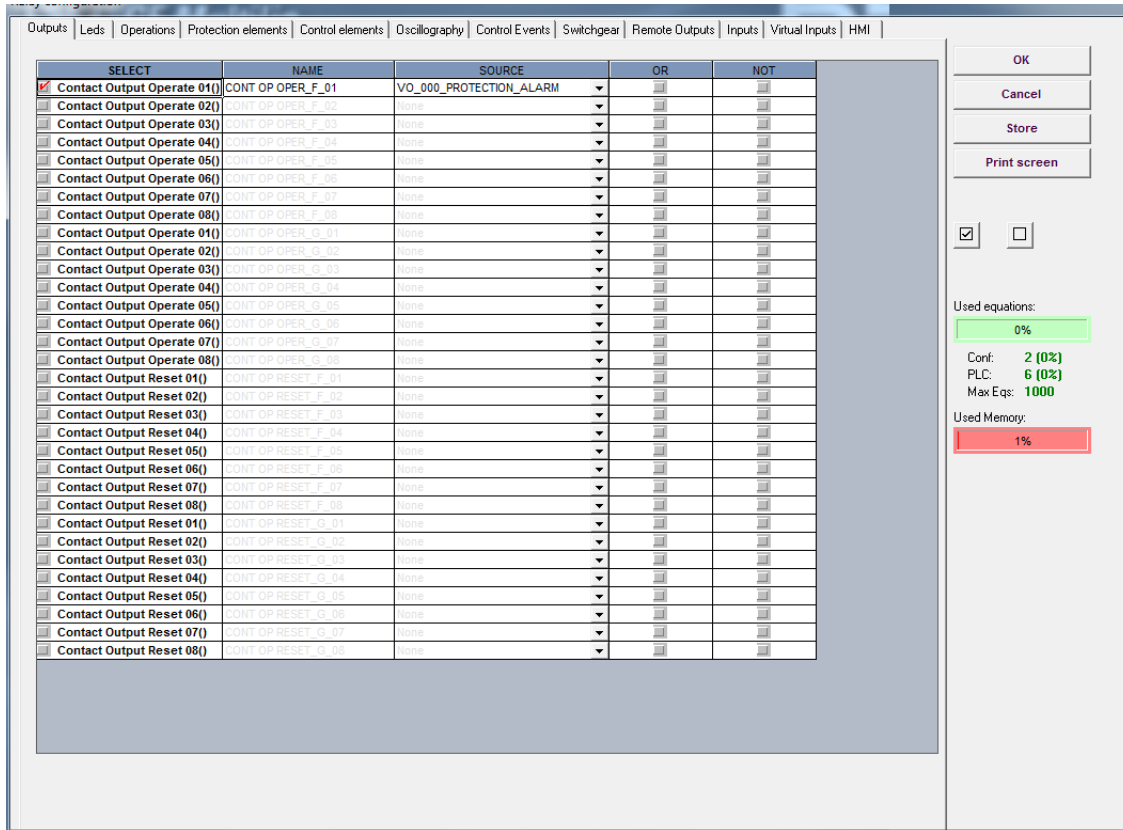 Outputs Leds Operations Protection elements Control elements Oscillography Control Events Switchgear Remote Outputs Inputs Virtual Inputs HMI
SELECT NAME SOURCE OR NOT
Contact Output Operate 01() CONT OP OPER_F_01 VO_000_PROTECTION_ALARM
Contact Output Operate 02() CONT OP OPER_F_02 None
Contact Output Operate 03() CONT OP OPER_F_03 None
Contact Output Operate 04() CONT OP OPER_F_04 None
Contact Output Operate 05() CONT OP OPER_F_05 None
Contact Output Operate 06() CONT OP OPER_F_06 None
Contact Output Operate 07() CONT OP OPER_F_07 None
Contact Output Operate 08() CONT OP OPER_F_08 None
Contact Output Operate 01() CONT OP OPER_G_01 None
Contact Output Operate 02() CONT OP OPER_G_02 None
Contact Output Operate 03() CONT OP OPER_G_03 None
Contact Output Operate 04() CONT OP OPER_G_04 None
Contact Output Operate 05() CONT OP OPER_G_05 None
Contact Output Operate 06() CONT OP OPER_G_06 None
Contact Output Operate 07() CONT OP OPER_G_07 None
Contact Output Operate 08() CONT OP OPER_G_08 None
Contact Output Reset 01() CONT OP RESET_F_01 None
Contact Output Reset 02() CONT OP RESET_F_02 None
Contact Output Reset 03() CONT OP RESET_F_03 None
Contact Output Reset 04() CONT OP RESET_F_04 None
Contact Output Reset 05() CONT OP RESET_F_05 None
Contact Output Reset 06() CONT OP RESET_F_06 None
Contact Output Reset 07() CONT OP RESET_F_07 None
Contact Output Reset 08() CONT OP RESET_F_08 None
Contact Output Reset 01() CONT OP RESET_G_01 None
Contact Output Reset 02() CONT OP RESET_G_02 None
Contact Output Reset 03() CONT OP RESET_G_03 None
Contact Output Reset 04() CONT OP RESET_G_04 None
Contact Output Reset 05() CONT OP RESET_G_05 None
Contact Output Reset 06() CONT OP RESET_G_06 None
Contact Output Reset 07() CONT OP RESET_G_07 None
Contact Output Reset 08() CONT OP RESET_G_08 None
OK
Cancel
Store
Print screen
Used equations:
0%
Conf: 2 (0%)
PLC: 6 (0%)
Max Eqs: 1000
Used Memory:
1%